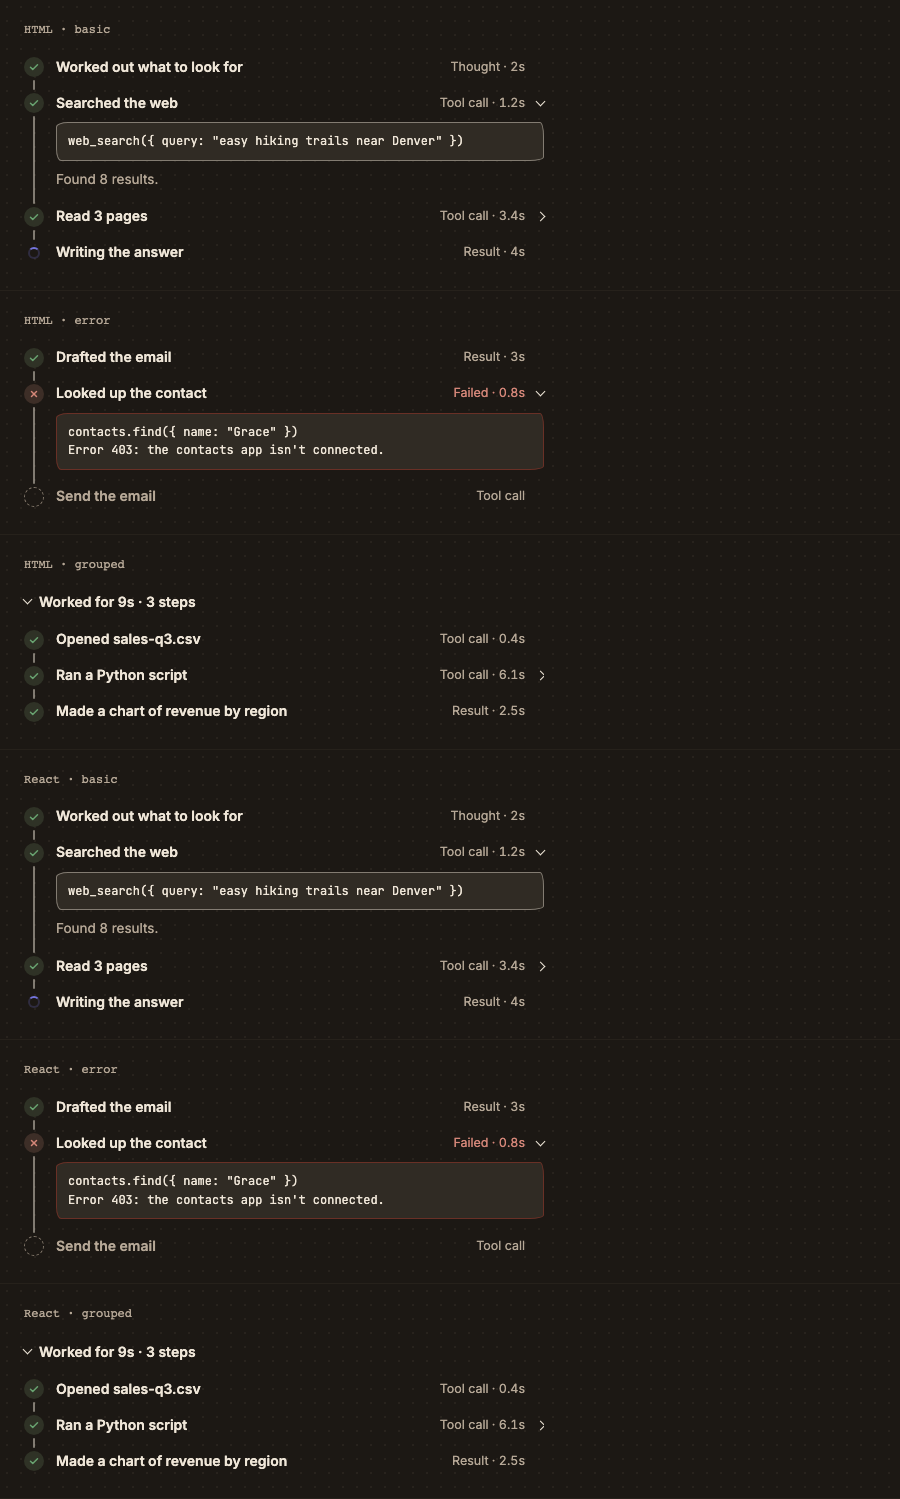 HTML · basic
Worked out what to look for Thought · 2s
Searched the web Tool call · 1.2s
web_search({ query: "easy hiking trails near Denver" })
Found 8 results.
Read 3 pages Tool call · 3.4s
Writing the answer Result · 4s
HTML · error
Drafted the email Result · 3s
Looked up the contact Failed · 0.8s
contacts.find({ name: "Grace" })
Error 403: the contacts app isn't connected.
Send the email Tool call
HTML · grouped
Worked for 9s · 3 steps
Opened sales-q3.csv Tool call · 0.4s
Ran a Python script Tool call · 6.1s
Made a chart of revenue by region Result · 2.5s
React · basic
Worked out what to look for Thought · 2s
Searched the web Tool call · 1.2s
web_search({ query: "easy hiking trails near Denver" })
Found 8 results.
Read 3 pages Tool call · 3.4s
Writing the answer Result · 4s
React · error
Drafted the email Result · 3s
Looked up the contact Failed · 0.8s
contacts.find({ name: "Grace" })
Error 403: the contacts app isn't connected.
Send the email Tool call
React · grouped
Worked for 9s · 3 steps
Opened sales-q3.csv Tool call · 0.4s
Ran a Python script Tool call · 6.1s
Made a chart of revenue by region Result · 2.5s